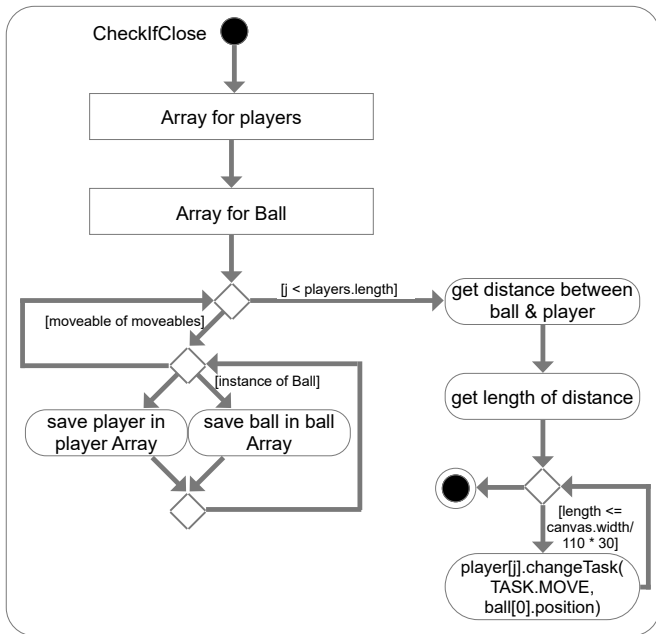 CheckIfClose
Array for players
Array for Ball
[j < players.length]
get distance between
ball & player
[moveable of moveables]
[instance of Ball]
get length of distance
save player in
player Array
save ball in ball
Array
[length <=
canvas.width/
110 * 30]
player[j].changeTask(
TASK.MOVE,
ball[0].position)